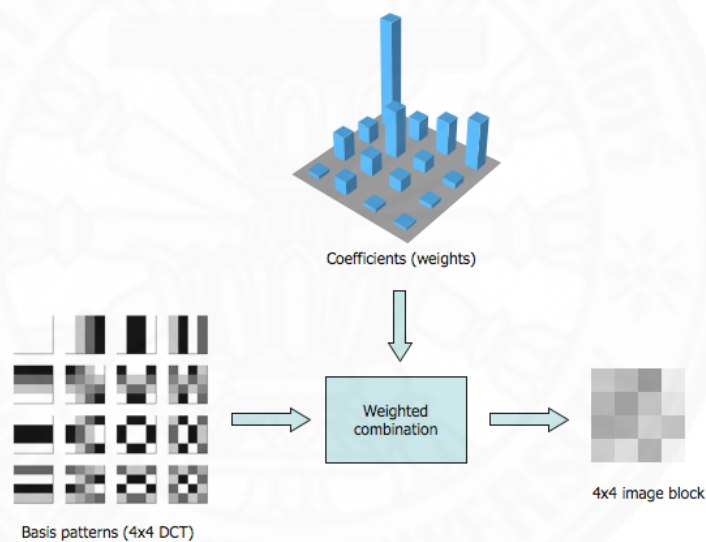 Coefficients (weights)
Weighted
combination
4x4 image block
Basis patterns (4x4 DCT)